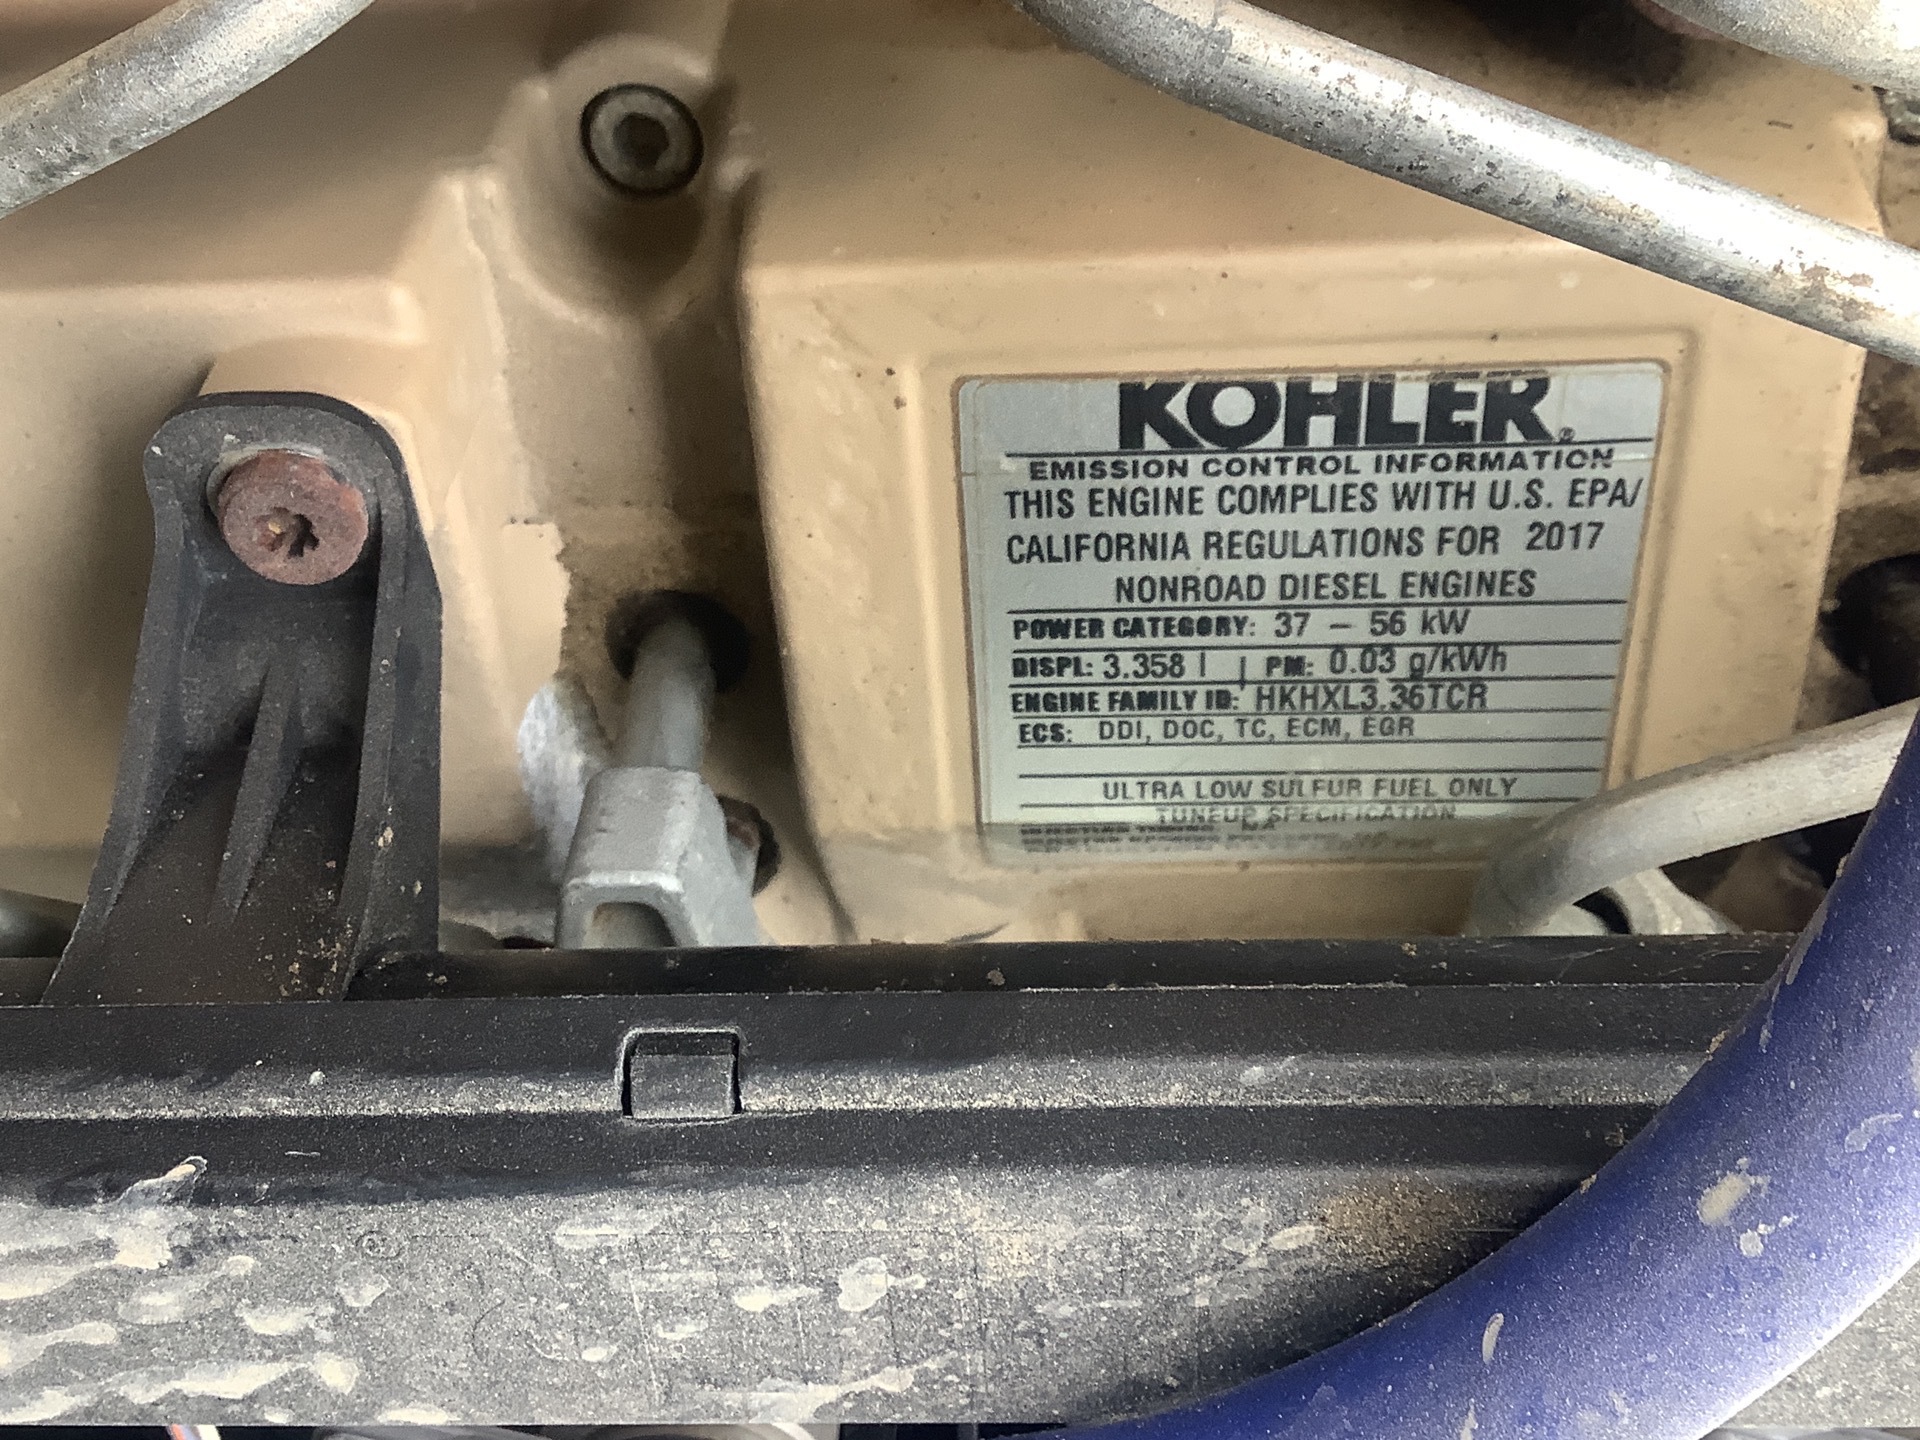 KOHLER®
EMISSION CONTROL INFORMATION
THIS ENGINE COMPLIES WITH U.S. EPA/
CALIFORNIA REGULATIONS FOR 2017
NONROAD DIESEL ENGINES
POWER CATEGORY: 37 – 56 kW
DISPL: 3.358 l | PM: 0.03 g/kWh
ENGINE FAMILY ID: HKHXL3.36TCR
ECS: DDI, DOC, TC, ECM, EGR
ULTRA LOW SULFUR FUEL ONLY
TUNEUP SPECIFICATION